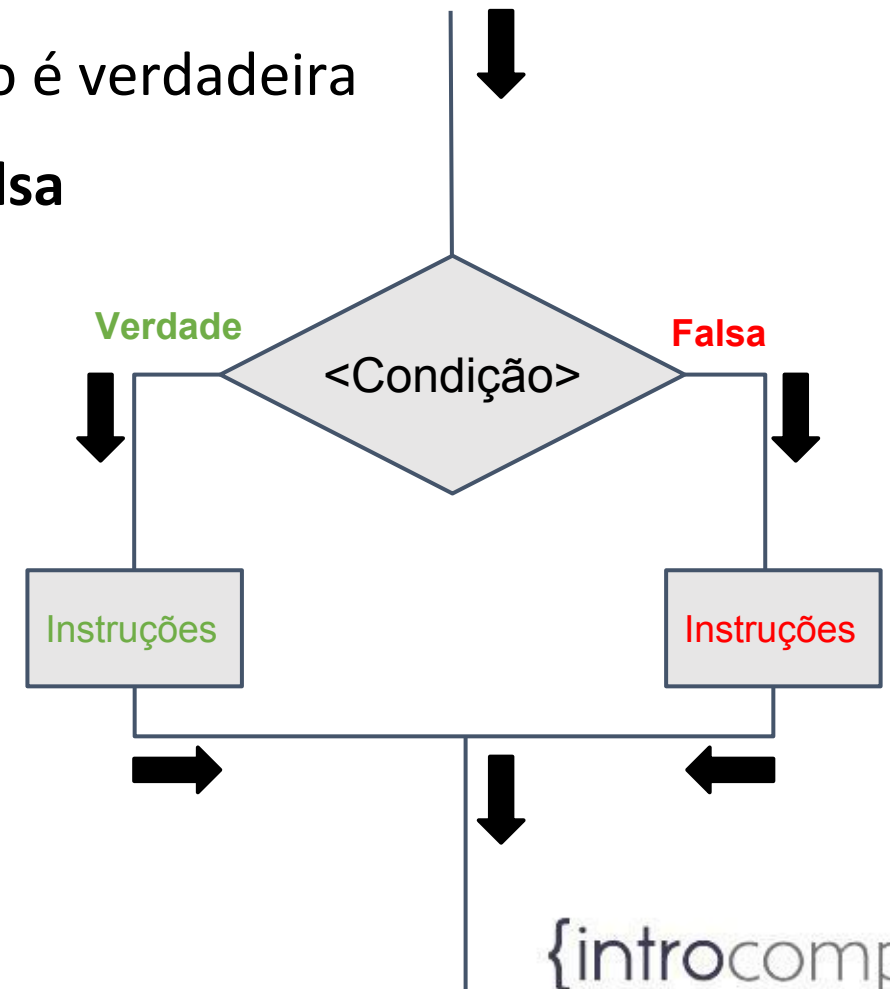 o é verdadeira
lsa
Verdade
Falsa
<Condição>
Instruções
Instruções
{introcomp